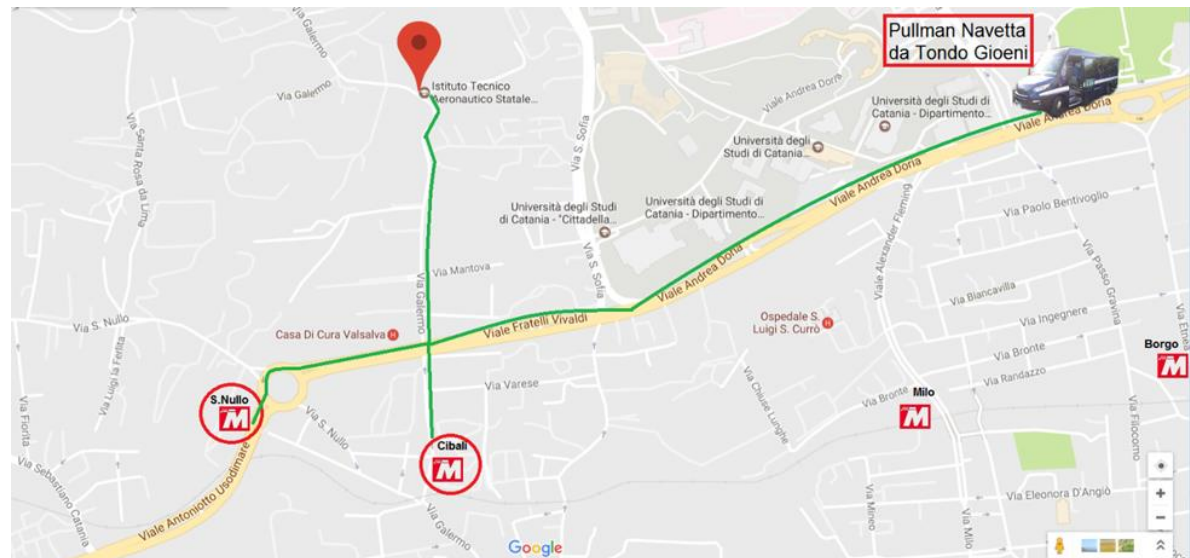 Pullman Navetta
da Tondo Gioeni
Via Galermo
Istituto Tecnico
Aeronautico Statale...
Via Galermo
Viale Andrea Doria
Università degli Studi di
Catania - Dipartimento...
Viale Andrea Doria
Via S. Sofia
Università degli
Studi di Catania...
Via Santa Rosa da Lima
Viale Andrea Doria
Viale Alexander Fleming
Via Paolo Bentivoglio
Università degli Studi
di Catania - "Cittadella...
Università degli Studi di
Catania - Dipartimento...
Via Mantova
Via S. Sofia
Viale Andrea Doria
Via Galermo
Via Passo Gravina
Via Biancavilla
Via Etnea
Via S. Nullo
Casa Di Cura Valsalva
H
Viale Fratelli Vivaldi
Ospedale S.
Luigi S. Currò
H
Via Ingegnere
Via Luigi la Ferlita
Via Bronte
Borgo
M
Via Varese
Via Randazzo
S.Nullo
M
Via Chiuse Lunghe
Via Bronte
Milo
M
Via Fiorita
Via S. Nullo
Cibali
M
Via Filocomo
Via Sebastiano Catania
Viale Antoniotto Usodimare
Via Galermo
Via Mineo
Via Milo
Via Eleonora D'Angiò
Google